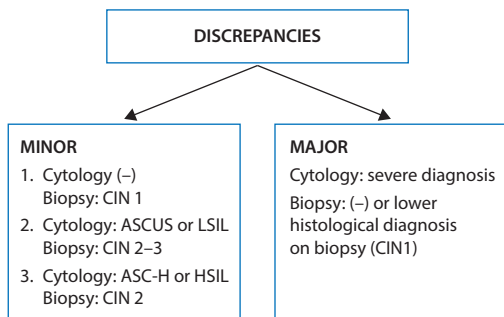 DISCREPANCIES
MINOR
1. Cytology (–)
Biopsy: CIN 1
2. Cytology: ASCUS or LSIL
Biopsy: CIN 2–3
3. Cytology: ASC-H or HSIL
Biopsy: CIN 2
MAJOR
Cytology: severe diagnosis
Biopsy: (–) or lower
histological diagnosis
on biopsy (CIN1)